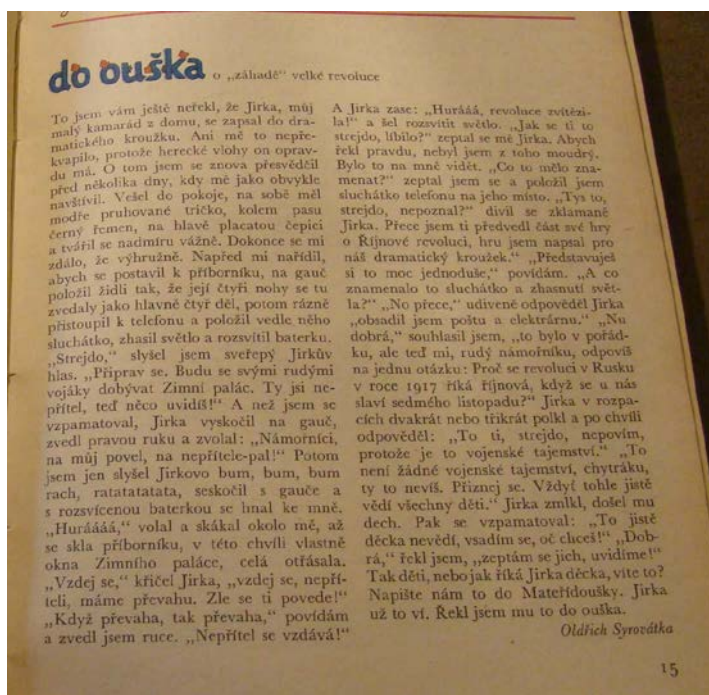 do ouška o „záhadě“ velké revoluce
To jsem vám ještě neřekl, že Jirka, můj
malý kamarád z domu, se zapsal do dra-
matického kroužku. Ani mě to nepře-
kvapilo, protože herecké vlohy on oprav-
du má. O tom jsem se znova přesvědčil
před několika dny, kdy mě jako obvykle
navštívil. Vešel do pokoje, na sobě měl
modře pruhované tričko, kolem pasu
černý řemen, na hlavě placatou čepici
a tvářil se nadmíru vážně. Dokonce se mi
zdálo, že výhružně. Napřed mi nařídil,
abych se postavil k příborníku, na gauč
položil židli tak, že její čtyři nohy se tu
zvedaly jako hlavně čtyř děl, potom rázně
přistoupil k telefonu a položil vedle něho
sluchátko, zhasil světlo a rozsvítil baterku.
„Strejdo,“ slyšel jsem sveřepý Jirkův
hlas. „Připrav se. Budu se svými rudými
vojáky dobývat Zimní palác. Ty jsi ne-
přítel, teď něco uvidíš!“ A než jsem se
vzpamatoval, Jirka vyskočil na gauč,
zvedl pravou ruku a zvolal: „Námořníci,
na můj povel, na nepřítele-pal!“ Potom
jsem jen slyšel Jirkovo bum, bum, bum
rach, ratatatatata, seskočil s gauče a
s rozsvícenou baterkou se hnal ke mně.
„Huráááá,“ volal a skákal okolo mě, až
se skla příborníku, v této chvíli vlastně
okna Zimního paláce, celá otřásala.
„Vzdej se,“ křičel Jirka, „vzdej se, nepří-
teli, máme převahu. Zle se ti povede!“
„Když převaha, tak převaha,“ povídám
a zvedl jsem ruce. „Nepřítel se vzdává!“
A Jirka zase: „Hurááá, revoluce zvítězi-
la!“ a šel rozsvítit světlo. „Jak se ti to
strejdo, líbilo?“ zeptal se mě Jirka. Abych
řekl pravdu, nebyl jsem z toho moudrý.
Bylo to na mně vidět. „Co to mělo zna-
menat?“ zeptal jsem se a položil jsem
sluchátko telefonu na jeho místo. „Tys to,
strejdo, nepoznal?“ divil se zklamaně
Jirka. Přece jsem ti předvedl část své hry
o Říjnové revoluci, hru jsem napsal pro
náš dramatický kroužek.“ „Představuješ
si to moc jednoduše,“ povídám. „A co
znamenalo to sluchátko a zhasnutí svět-
la?“ „No přece,“ udiveně odpověděl Jirka
„obsadil jsem poštu a elektrárnu.“ „Nu
dobrá,“ souhlasil jsem, „to bylo v pořád-
ku, ale teď mi, rudý námořníku, odpovíš
na jednu otázku: Proč se revoluci v Rusku
v roce 1917 říká říjnová, když se u nás
slaví sedmého listopadu?“ Jirka v rozpa-
cích dvakrát nebo třikrát polkl a po chvíli
odpověděl: „To ti, strejdo, nepovím,
protože je to vojenské tajemství.“ „To
není žádné vojenské tajemství, chytráku,
ty to nevíš. Přiznej se. Vždyť tohle jistě
vědí všechny děti.“ Jirka zmlkl, došel mu
dech. Pak se vzpamatoval: „To jistě
děcka nevědí, vsadím se, oč chceš!“ „Dob-
rá,“ řekl jsem, „zeptám se jich, uvidíme!“
Tak děti, nebo jak říká Jirka děcka, víte to?
Napište nám to do Mateřídoušky. Jirka
už to ví. Řekl jsem mu to do ouška.
Oldřich Syrovátka
15